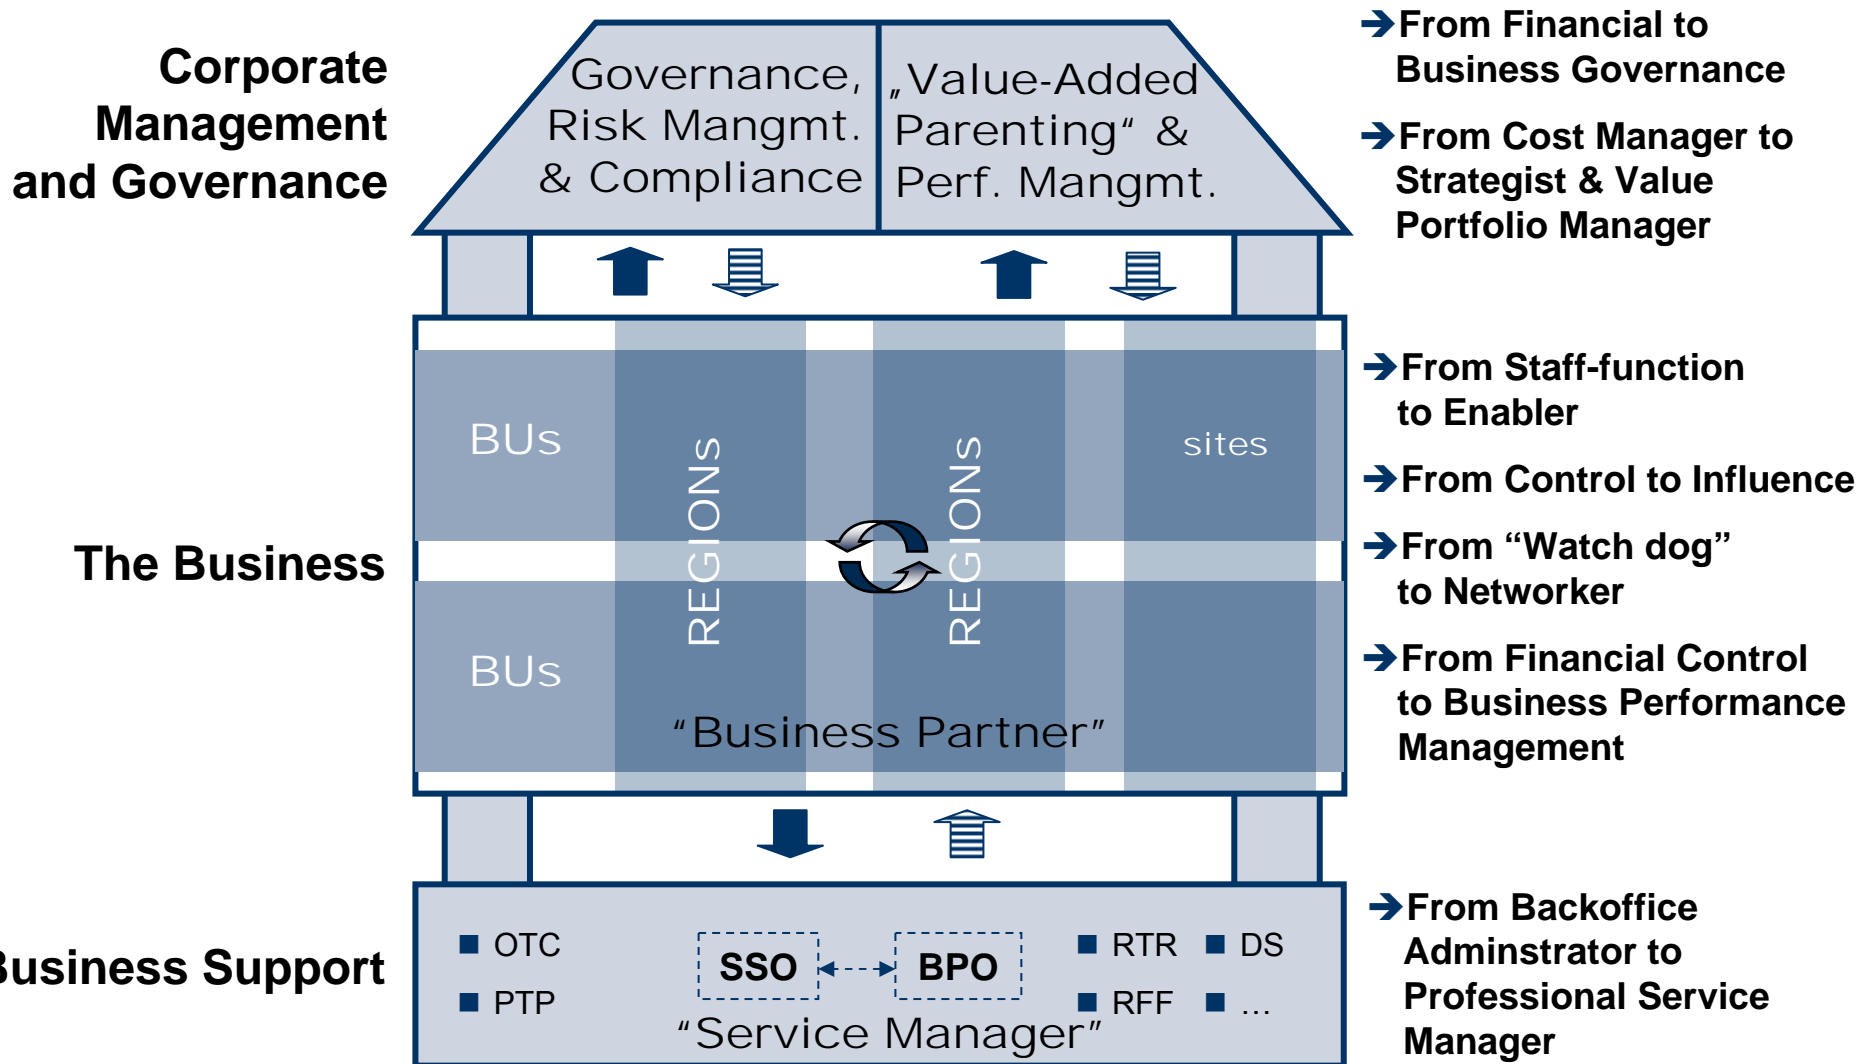 Corporate
Management
and Governance
Governance,
Risk Mangmt.
& Compliance
„Value-Added
Parenting“ &
Perf. Mangmt.
From Financial to
Business Governance
From Cost Manager to
Strategist & Value
Portfolio Manager
The Business
BUs
BUs
REGIONs
REGIONs
sites
“Business Partner”
From Staff-function
to Enabler
From Control to Influence
From “Watch dog”
to Networker
From Financial Control
to Business Performance
Management
Business Support
OTC
PTP
SSO
BPO
RTR
DS
RFF
...
“Service Manager”
From Backoffice
Adminstrator to
Professional Service
Manager